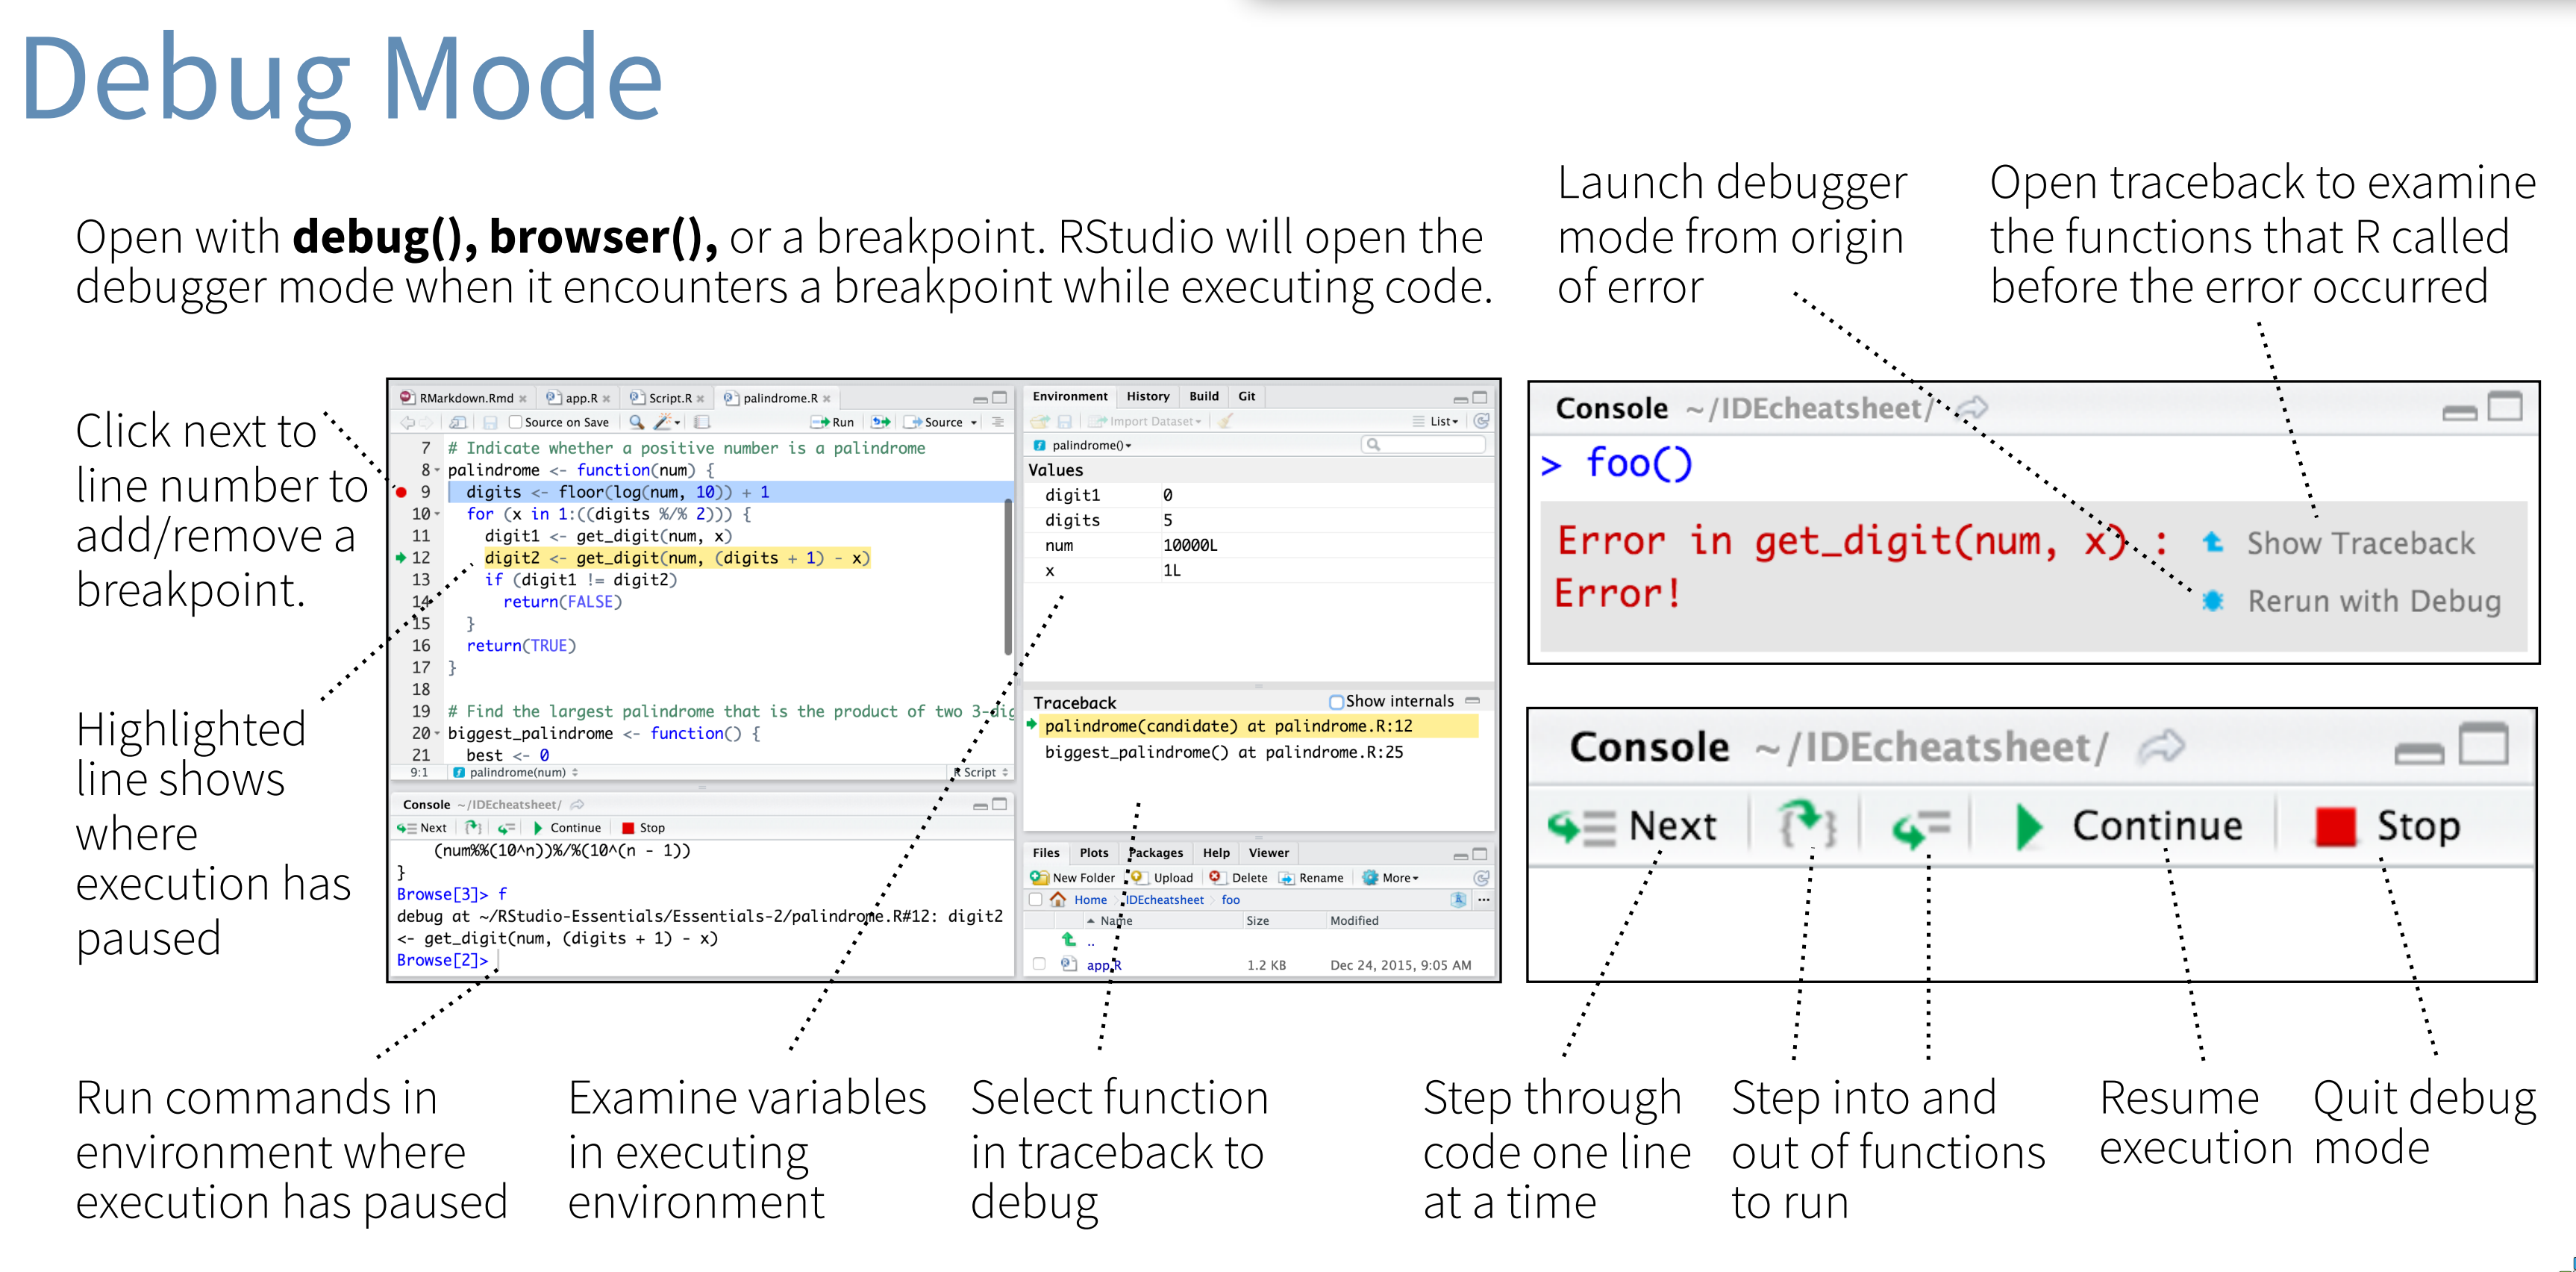 Debug Mode
Open with debug(), browser(), or a breakpoint. RStudio will open the
debugger mode when it encounters a breakpoint while executing code.
Launch debugger
mode from origin
of error
Open traceback to examine
the functions that R called
before the error occurred
Click next to
line number to
add/remove a
breakpoint.
Highlighted
line shows
where
execution has
paused
RMarkdown.Rmd
app.R
Script.R
palindrome.R
Source on Save
Run
Source
7 # Indicate whether a positive number is a palindrome
8 palindrome <- function(num) {
9 digits <- floor(log(num, 10)) + 1
10 for (x in 1:((digits %/% 2))) {
11 digit1 <- get_digit(num, x)
12 digit2 <- get_digit(num, (digits + 1) - x)
13 if (digit1 != digit2)
14 return(FALSE)
15 }
16 return(TRUE)
17 }
18
19 # Find the largest palindrome that is the product of two 3-dig
20 biggest_palindrome <- function() {
21 best <- 0
9:1 palindrome(num) R Script
Console ~/IDEcheatsheet/
Next Continue Stop
(num%%(10^n))%/%(10^(n - 1))
}
Browse[3]> f
debug at ~/RStudio-Essentials/Essentials-2/palindrome.R#12: digit2
<- get_digit(num, (digits + 1) - x)
Browse[2]>
Environment History Build Git
Import Dataset List
palindrome()
Values
digit1 0
digits 5
num 10000L
x 1L
Traceback Show internals
palindrome(candidate) at palindrome.R:12
biggest_palindrome() at palindrome.R:25
Files Plots Packages Help Viewer
New Folder Upload Delete Rename More
Home IDEcheatsheet foo
Name Size Modified
..
app.R 1.2 KB Dec 24, 2015, 9:05 AM
Console ~/IDEcheatsheet/
> foo()
Error in get_digit(num, x) :
Error!
Show Traceback
Rerun with Debug
Console ~/IDEcheatsheet/
Next Continue Stop
Run commands in
environment where
execution has paused
Examine variables
in executing
environment
Select function
in traceback to
debug
Step through
code one line
at a time
Step into and
out of functions
to run
Resume
execution
Quit debug
mode